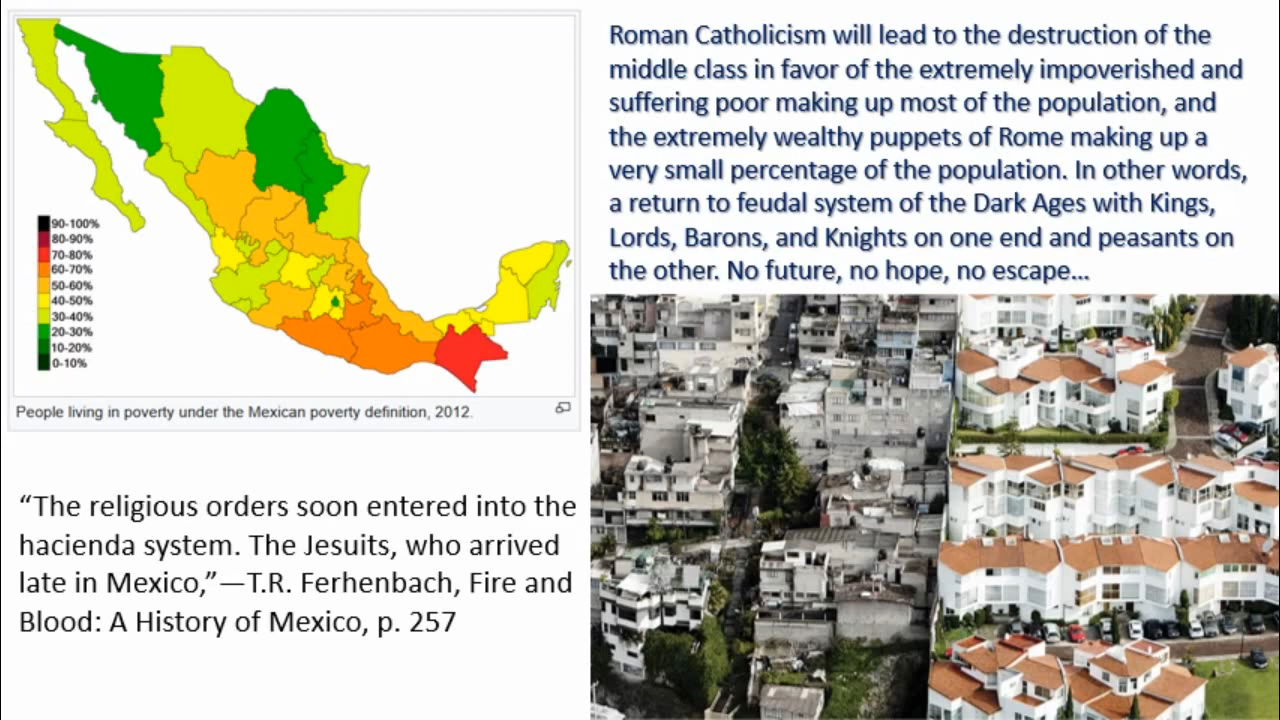 90-100%
80-90%
70-80%
60-70%
50-60%
40-50%
30-40%
20-30%
10-20%
0-10%
People living in poverty under the Mexican poverty definition, 2012.
Roman Catholicism will lead to the destruction of the
middle class in favor of the extremely impoverished and
suffering poor making up most of the population, and
the extremely wealthy puppets of Rome making up a
very small percentage of the population. In other words,
a return to feudal system of the Dark Ages with Kings,
Lords, Barons, and Knights on one end and peasants on
the other. No future, no hope, no escape…
“The religious orders soon entered into the
hacienda system. The Jesuits, who arrived
late in Mexico,”—T.R. Ferhenbach, Fire and
Blood: A History of Mexico, p. 257